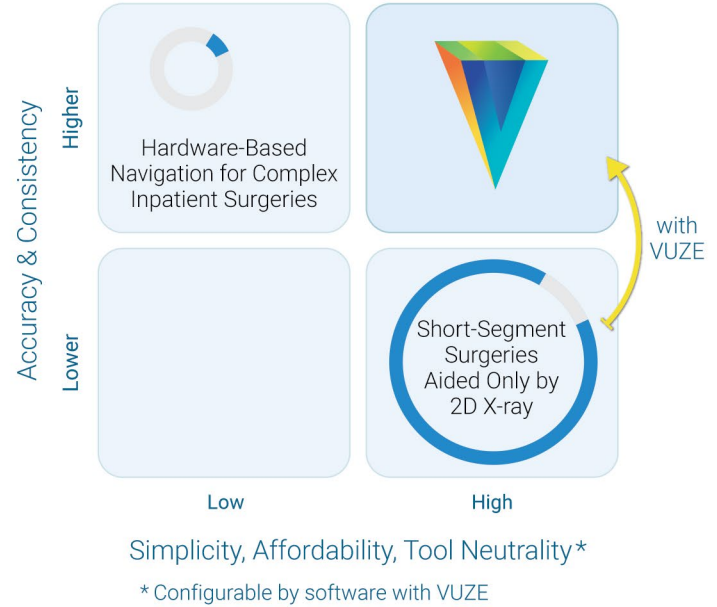 Accuracy & Consistency
Higher
Lower
Hardware-Based
Navigation for Complex
Inpatient Surgeries
with
VUZE
Short-Segment
Surgeries
Aided Only by
2D X-ray
Low
High
Simplicity, Affordability, Tool Neutrality*
* Configurable by software with VUZE